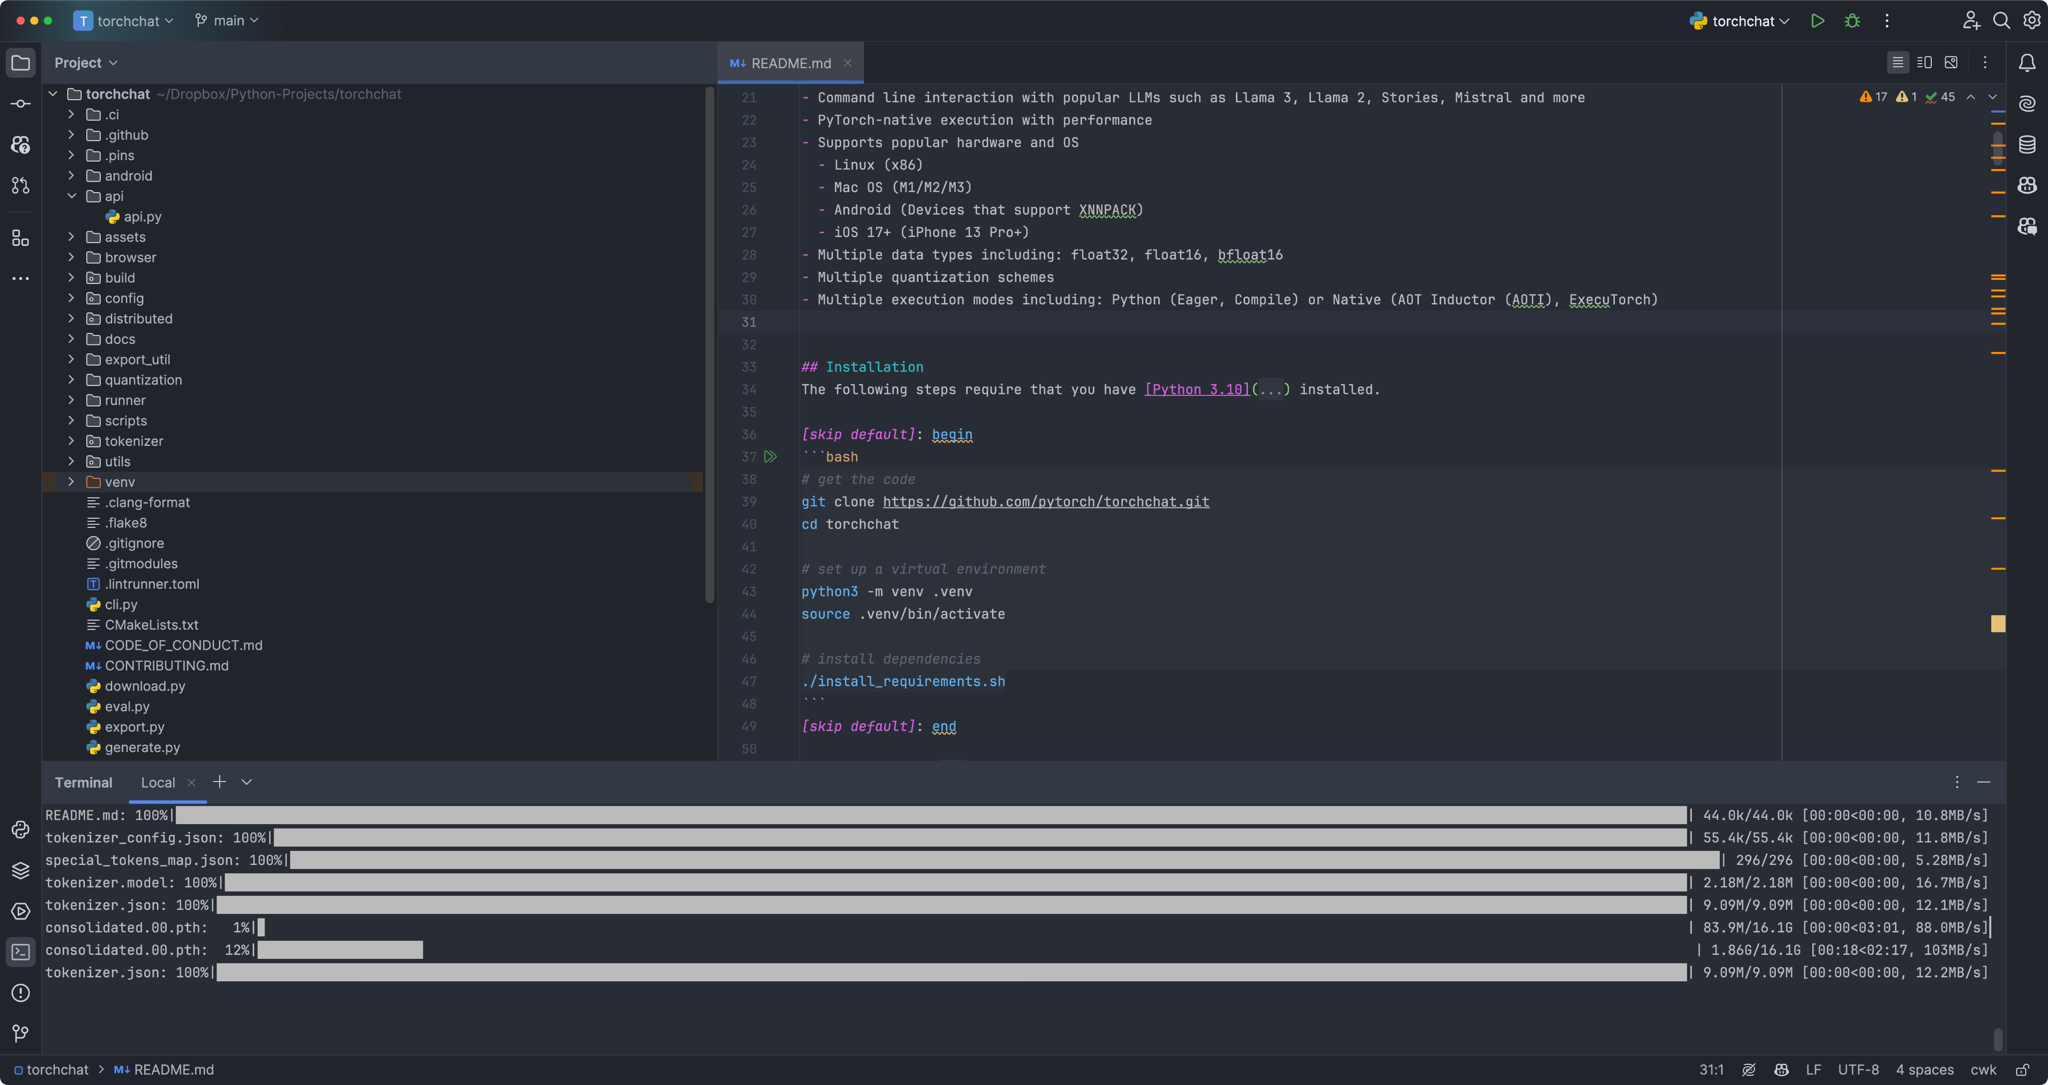 T torchchat main torchchat
Project
torchchat ~/Dropbox/Python-Projects/torchchat
.ci
.github
.pins
android
api
api.py
assets
browser
build
config
distributed
docs
export_util
quantization
runner
scripts
tokenizer
utils
venv
.clang-format
.flake8
.gitignore
.gitmodules
T .lintrunner.toml
cli.py
CMakeLists.txt
M↓ CODE_OF_CONDUCT.md
M↓ CONTRIBUTING.md
download.py
eval.py
export.py
generate.py
M↓ README.md
17 1 45
21 - Command line interaction with popular LLMs such as Llama 3, Llama 2, Stories, Mistral and more
22 - PyTorch-native execution with performance
23 - Supports popular hardware and OS
24 - Linux (x86)
25 - Mac OS (M1/M2/M3)
26 - Android (Devices that support XNNPACK)
27 - iOS 17+ (iPhone 13 Pro+)
28 - Multiple data types including: float32, float16, bfloat16
29 - Multiple quantization schemes
30 - Multiple execution modes including: Python (Eager, Compile) or Native (AOT Inductor (AOTI), ExecuTorch)
31
32
33 ## Installation
34 The following steps require that you have [Python 3.10](...) installed.
35
36 [skip default]: begin
37 ```bash
38 # get the code
39 git clone https://github.com/pytorch/torchchat.git
40 cd torchchat
41
42 # set up a virtual environment
43 python3 -m venv .venv
44 source .venv/bin/activate
45
46 # install dependencies
47 ./install_requirements.sh
48 ```
49 [skip default]: end
50
Terminal Local
README.md: 100%| | 44.0k/44.0k [00:00<00:00, 10.8MB/s]
tokenizer_config.json: 100%| | 55.4k/55.4k [00:00<00:00, 11.8MB/s]
special_tokens_map.json: 100%| | 296/296 [00:00<00:00, 5.28MB/s]
tokenizer.model: 100%| | 2.18M/2.18M [00:00<00:00, 16.7MB/s]
tokenizer.json: 100%| | 9.09M/9.09M [00:00<00:00, 12.1MB/s]
consolidated.00.pth: 1%| | 83.9M/16.1G [00:00<03:01, 88.0MB/s]
consolidated.00.pth: 12%| | 1.86G/16.1G [00:18<02:17, 103MB/s]
tokenizer.json: 100%| | 9.09M/9.09M [00:00<00:00, 12.2MB/s]
torchchat > M↓ README.md 31:1 LF UTF-8 4 spaces cwk